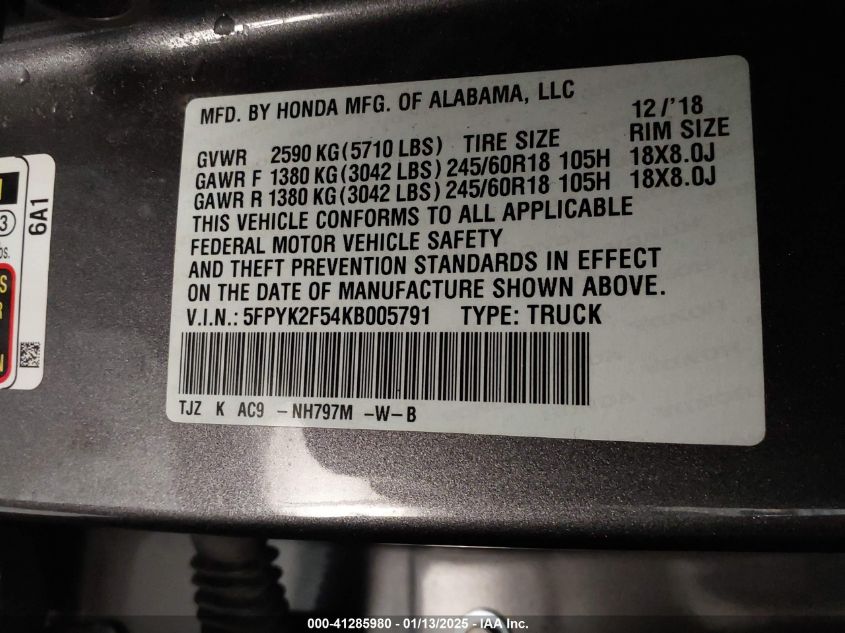 MFD. BY HONDA MFG. OF ALABAMA, LLC 12/'18
GVWR 2590 KG(5710 LBS) TIRE SIZE RIM SIZE
GAWR F 1380 KG(3042 LBS) 245/60R18 105H 18X8.0J
GAWR R 1380 KG(3042 LBS) 245/60R18 105H 18X8.0J
THIS VEHICLE CONFORMS TO ALL APPLICABLE
FEDERAL MOTOR VEHICLE SAFETY
AND THEFT PREVENTION STANDARDS IN EFFECT
ON THE DATE OF MANUFACTURE SHOWN ABOVE.
V.I.N.: 5FPYK2F54KB005791 TYPE: TRUCK
TJZ K AC9 -NH797M -W-B
6A1
000-41285980 - 01/13/2025 - IAA Inc.